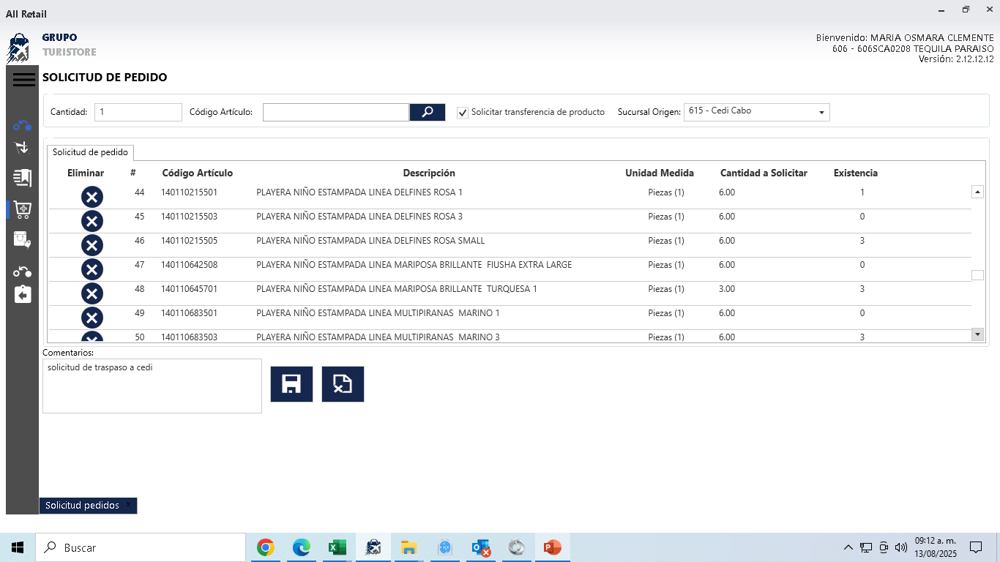 All Retail
GRUPO
TURISTORE
Bienvenido: MARIA OSMARA CLEMENTE
606 - 606SCA0208 TEQUILA PARAISO
Versión: 2.12.12.12
SOLICITUD DE PEDIDO
Cantidad: 1 Código Artículo: Solicitar transferencia de producto Sucursal Origen: 615 - Cedi Cabo
Solicitud de pedido
Eliminar # Código Artículo Descripción Unidad Medida Cantidad a Solicitar Existencia
44 140110215501 PLAYERA NIÑO ESTAMPADA LINEA DELFINES ROSA 1 Piezas (1) 6.00 1
45 140110215503 PLAYERA NIÑO ESTAMPADA LINEA DELFINES ROSA 3 Piezas (1) 6.00 0
46 140110215505 PLAYERA NIÑO ESTAMPADA LINEA DELFINES ROSA SMALL Piezas (1) 6.00 3
47 140110642508 PLAYERA NIÑO ESTAMPADA LINEA MARIPOSA BRILLANTE  FIUSHA EXTRA LARGE Piezas (1) 6.00 0
48 140110645701 PLAYERA NIÑO ESTAMPADA LINEA MARIPOSA BRILLANTE  TURQUESA 1 Piezas (1) 3.00 3
49 140110683501 PLAYERA NIÑO ESTAMPADA LINEA MULTIPIRANAS  MARINO 1 Piezas (1) 6.00 0
50 140110683503 PLAYERA NIÑO ESTAMPADA LINEA MULTIPIRANAS  MARINO 3 Piezas (1) 6.00 3
Comentarios:
solicitud de traspaso a cedi
Solicitud pedidos x
Buscar
09:12 a. m.
13/08/2025